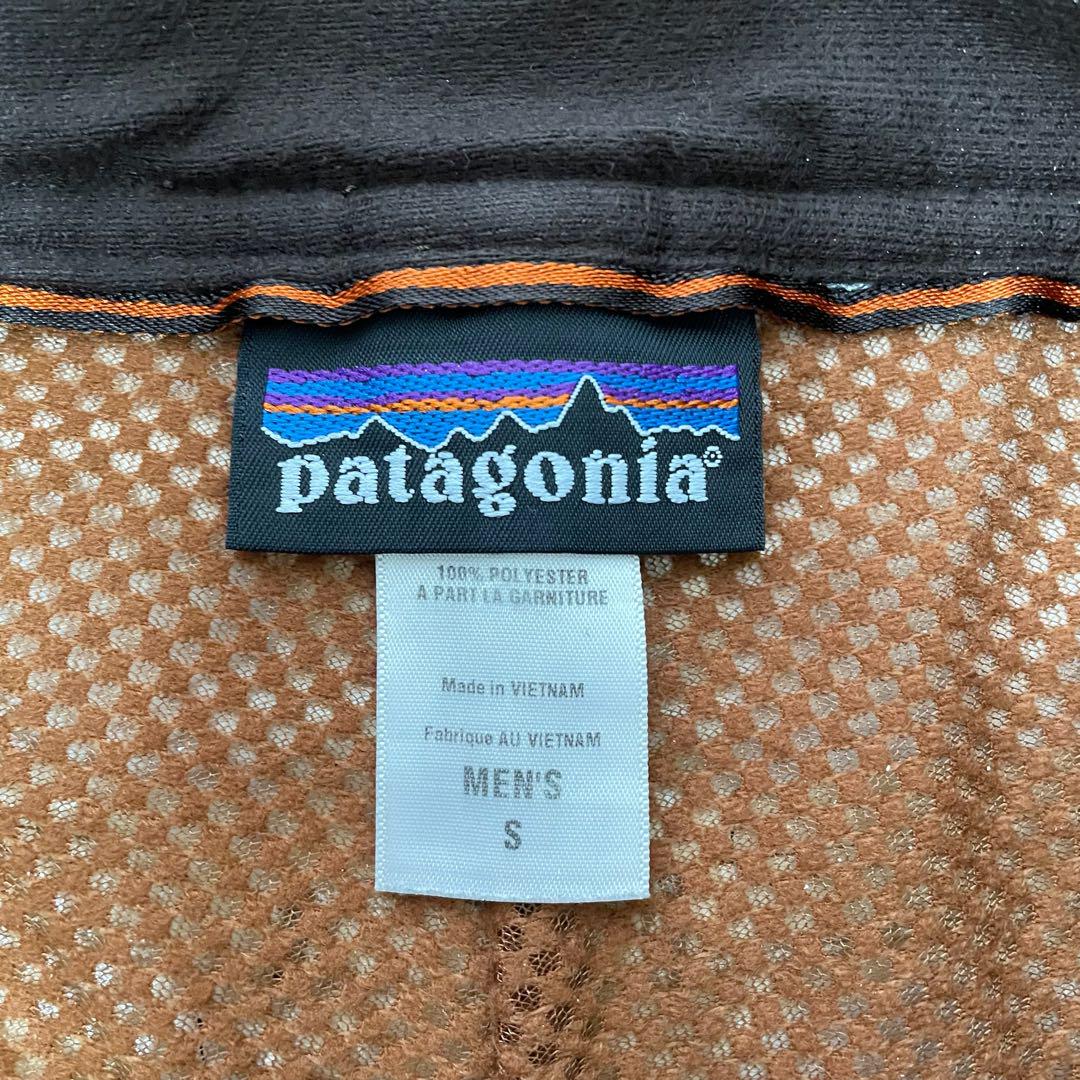 patagonia®
100% POLYESTER
A PART LA GARNITURE
Made in VIETNAM
Fabrique AU VIETNAM
MEN'S
S